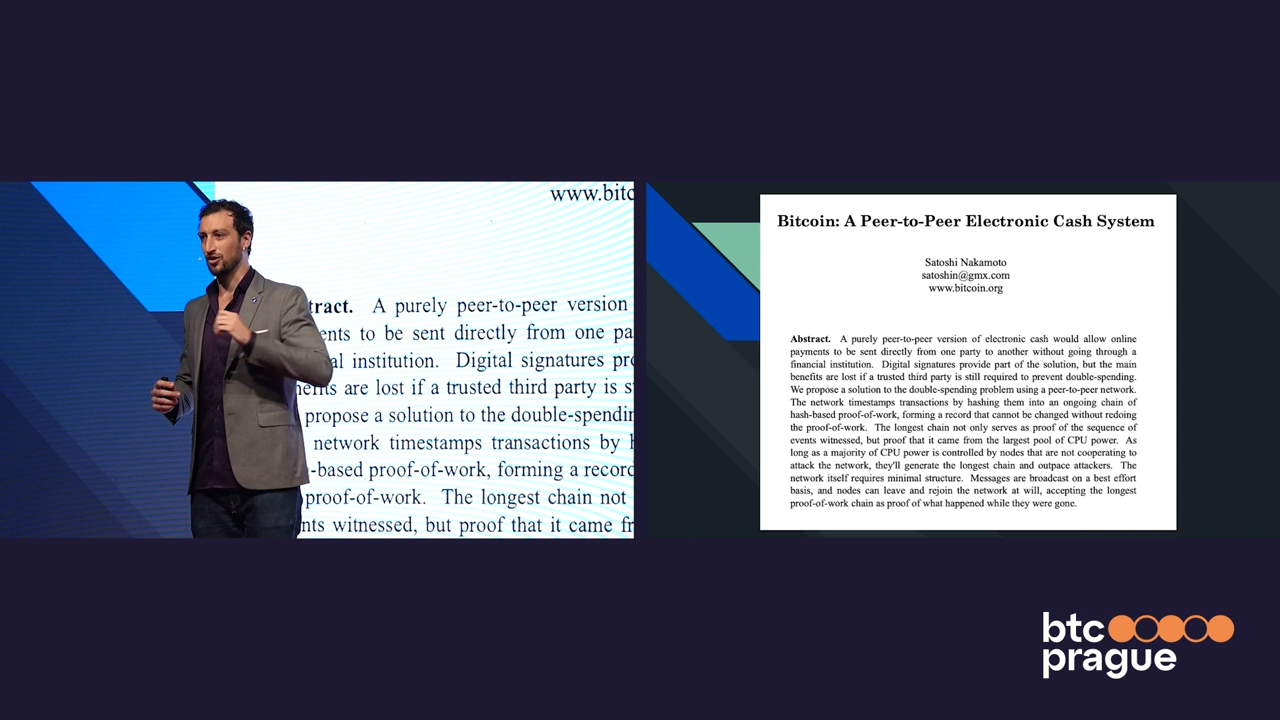 www.bitc
tract. A purely peer-to-peer version
ents to be sent directly from one pa
al institution. Digital signatures pro
nefits are lost if a trusted third party is s
propose a solution to the double-spendin
network timestamps transactions by h
-based proof-of-work, forming a record
proof-of-work. The longest chain not
nts witnessed, but proof that it came fr
Bitcoin: A Peer-to-Peer Electronic Cash System
Satoshi Nakamoto
satoshin@gmx.com
www.bitcoin.org
Abstract. A purely peer-to-peer version of electronic cash would allow online
payments to be sent directly from one party to another without going through a
financial institution. Digital signatures provide part of the solution, but the main
benefits are lost if a trusted third party is still required to prevent double-spending.
We propose a solution to the double-spending problem using a peer-to-peer network.
The network timestamps transactions by hashing them into an ongoing chain of
hash-based proof-of-work, forming a record that cannot be changed without redoing
the proof-of-work. The longest chain not only serves as proof of the sequence of
events witnessed, but proof that it came from the largest pool of CPU power. As
long as a majority of CPU power is controlled by nodes that are not cooperating to
attack the network, they'll generate the longest chain and outpace attackers. The
network itself requires minimal structure. Messages are broadcast on a best effort
basis, and nodes can leave and rejoin the network at will, accepting the longest
proof-of-work chain as proof of what happened while they were gone.
btc
prague